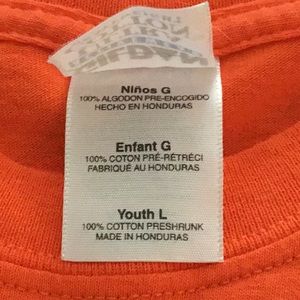 Niños G
100% ALGODON PRE-ENCOGIDO
HECHO EN HONDURAS
Enfant G
100% COTON PRÉ-RÉTRÉCI
FABRIQUÉ AU HONDURAS
Youth L
100% COTTON PRESHRUNK
MADE IN HONDURAS